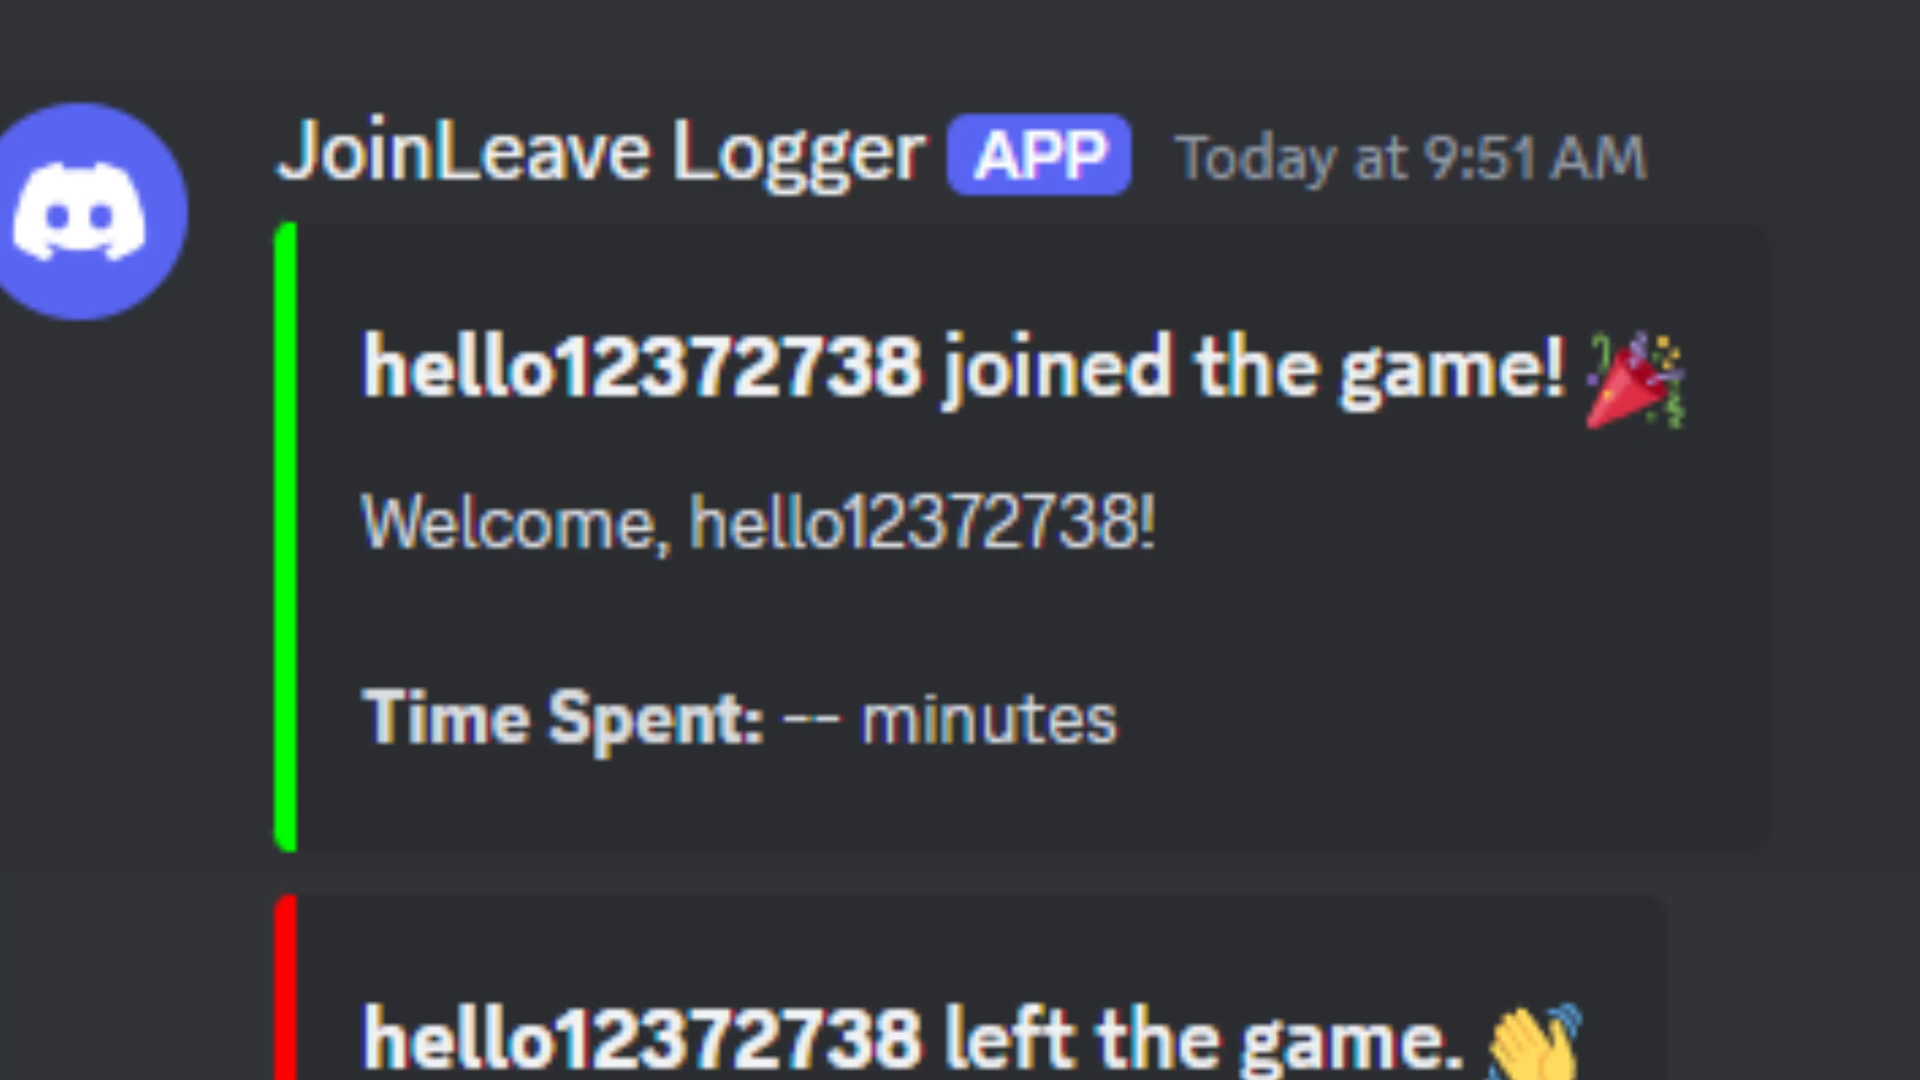 JoinLeave Logger APP Today at 9:51 AM
hello12372738 joined the game! 🎉
Welcome, hello12372738!
Time Spent: -- minutes
hello12372738 left the game. 👋